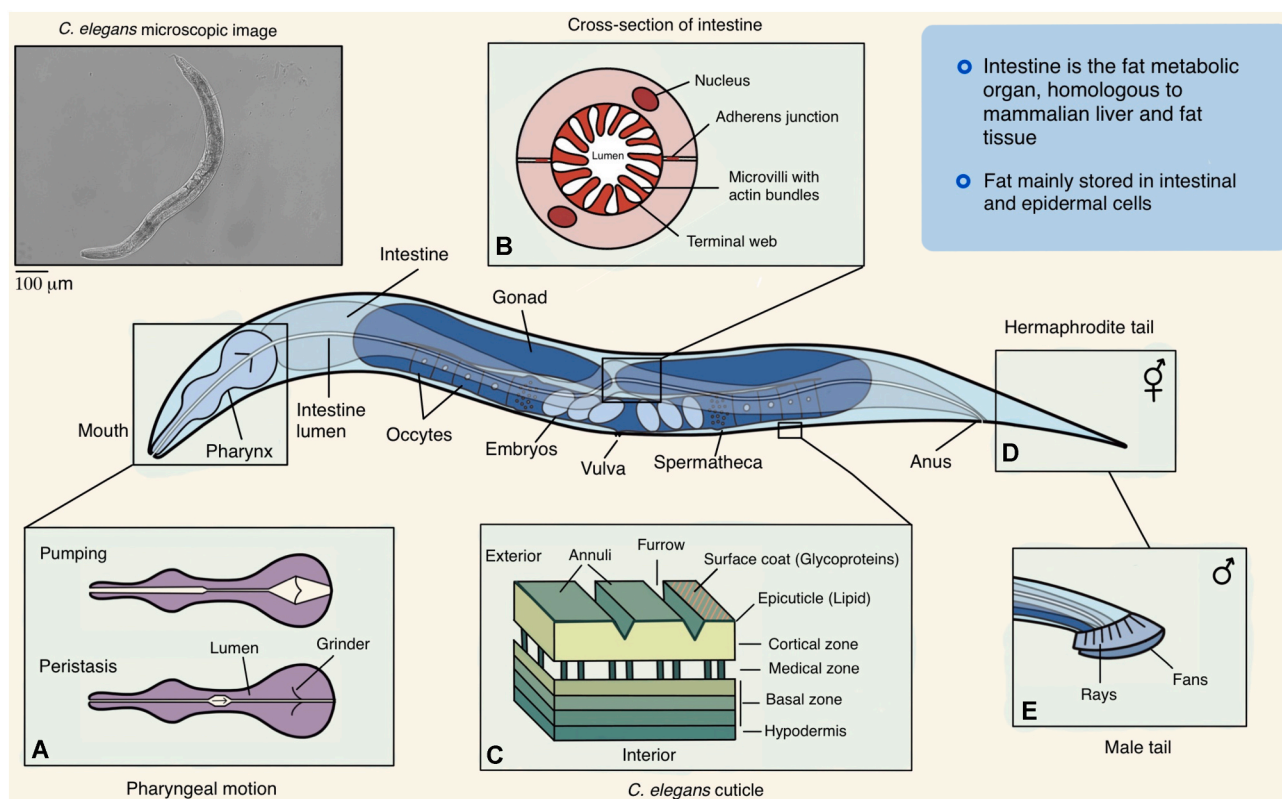 C. elegans microscopic image
100 μm
Cross-section of intestine
Nucleus
Adherens junction
Lumen
Microvilli with
actin bundles
Terminal web
B
Intestine is the fat metabolic
organ, homologous to
mammalian liver and fat
tissue
Fat mainly stored in intestinal
and epidermal cells
Intestine
Gonad
Mouth
Pharynx
Intestine
lumen
Occytes
Embryos
Vulva
Spermatheca
Anus
Hermaphrodite tail
⚥
D
Pumping
Peristasis
Lumen
Grinder
A
Pharyngeal motion
Exterior
Annuli
Furrow
Surface coat (Glycoproteins)
Epicuticle (Lipid)
Cortical zone
Medical zone
Basal zone
Hypodermis
Interior
C
C. elegans cuticle
♂
Rays
Fans
E
Male tail